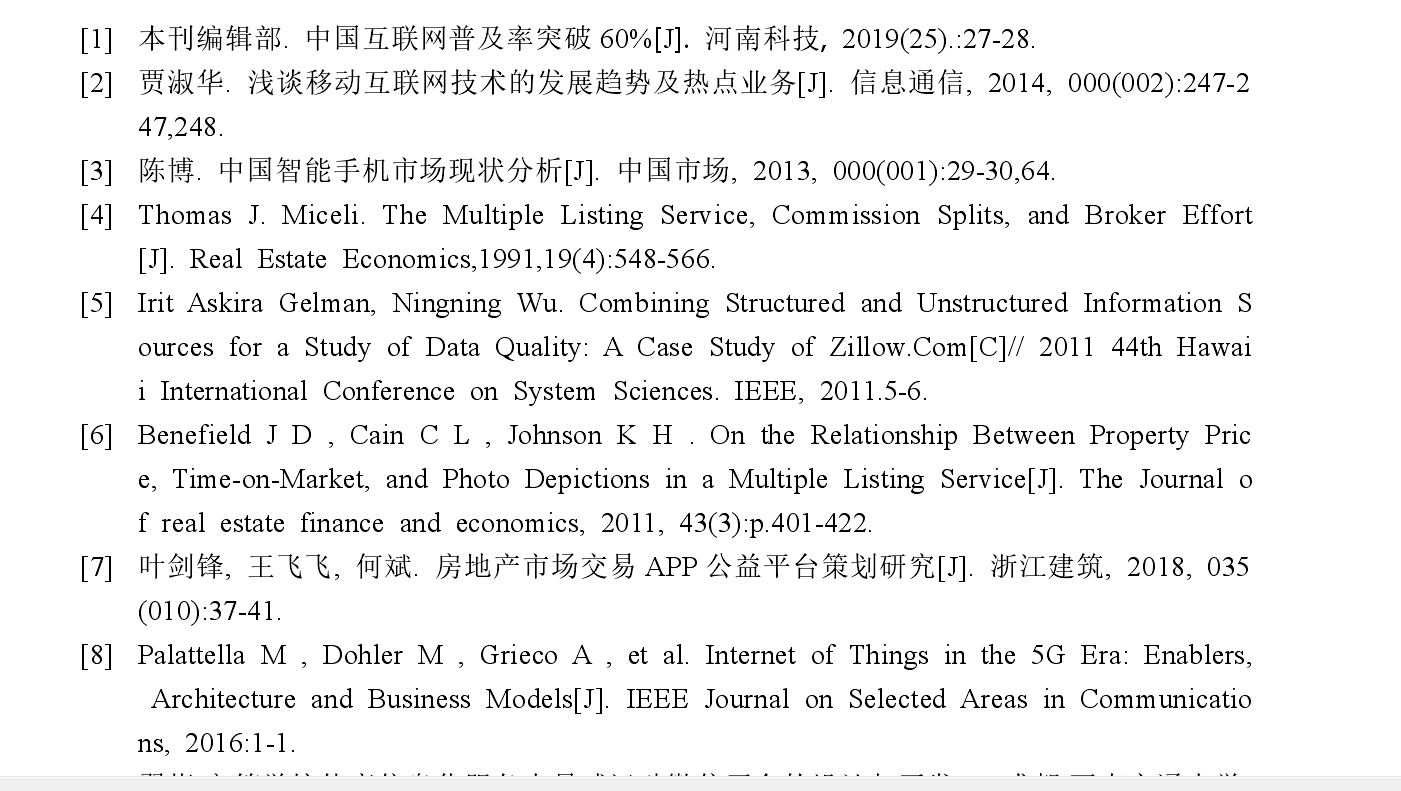 [1] 本刊编辑部. 中国互联网普及率突破 60%[J]. 河南科技, 2019(25).:27-28.
[2] 贾淑华. 浅谈移动互联网技术的发展趋势及热点业务[J]. 信息通信, 2014, 000(002):247-2
47,248.
[3] 陈博. 中国智能手机市场现状分析[J]. 中国市场, 2013, 000(001):29-30,64.
[4] Thomas J. Miceli. The Multiple Listing Service, Commission Splits, and Broker Effort
[J]. Real Estate Economics,1991,19(4):548-566.
[5] Irit Askira Gelman, Ningning Wu. Combining Structured and Unstructured Information S
ources for a Study of Data Quality: A Case Study of Zillow.Com[C]// 2011 44th Hawai
i International Conference on System Sciences. IEEE, 2011.5-6.
[6] Benefield J D , Cain C L , Johnson K H . On the Relationship Between Property Pric
e, Time-on-Market, and Photo Depictions in a Multiple Listing Service[J]. The Journal o
f real estate finance and economics, 2011, 43(3):p.401-422.
[7] 叶剑锋, 王飞飞, 何斌. 房地产市场交易 APP 公益平台策划研究[J]. 浙江建筑, 2018, 035
(010):37-41.
[8] Palattella M , Dohler M , Grieco A , et al. Internet of Things in the 5G Era: Enablers,
Architecture and Business Models[J]. IEEE Journal on Selected Areas in Communicatio
ns, 2016:1-1.